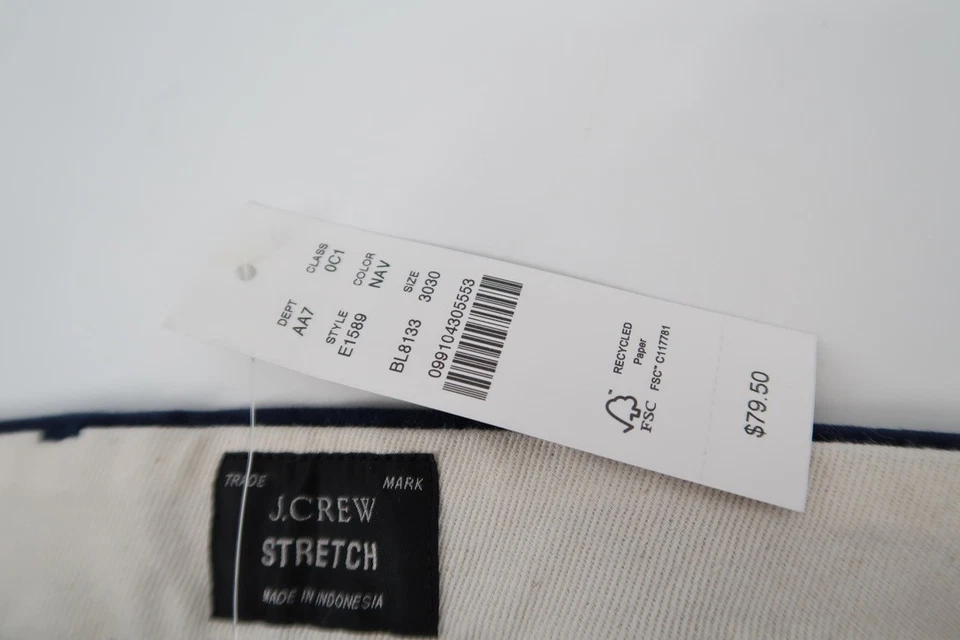 DEPT CLASS
AA7 0C1
STYLE COLOR
E1589 NAV
SIZE
BL8133 3030
099104305553
RECYCLED
Paper
FSC™ C117781
FSC
$79.50
TRADE MARK
J.CREW
STRETCH
MADE IN INDONESIA